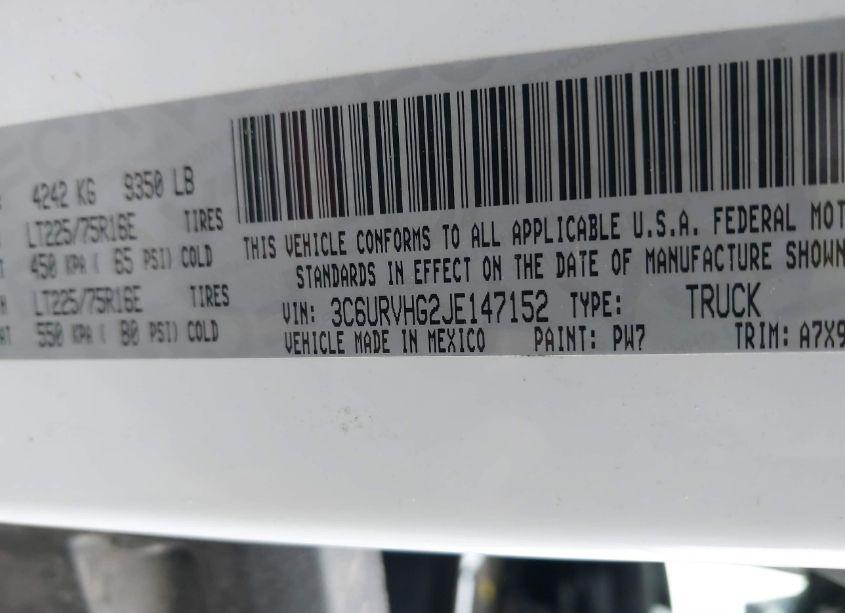 4242 KG 9350 LB
LT225/75R16E TIRES
450 KPA ( 65 PSI) COLD
LT225/75R16E TIRES
550 KPA ( 80 PSI) COLD
THIS VEHICLE CONFORMS TO ALL APPLICABLE U.S.A. FEDERAL MOT
STANDARDS IN EFFECT ON THE DATE OF MANUFACTURE SHOWN
VIN: 3C6URVHG2JE147152 TYPE: TRUCK
VEHICLE MADE IN MEXICO PAINT: PW7 TRIM: A7X9